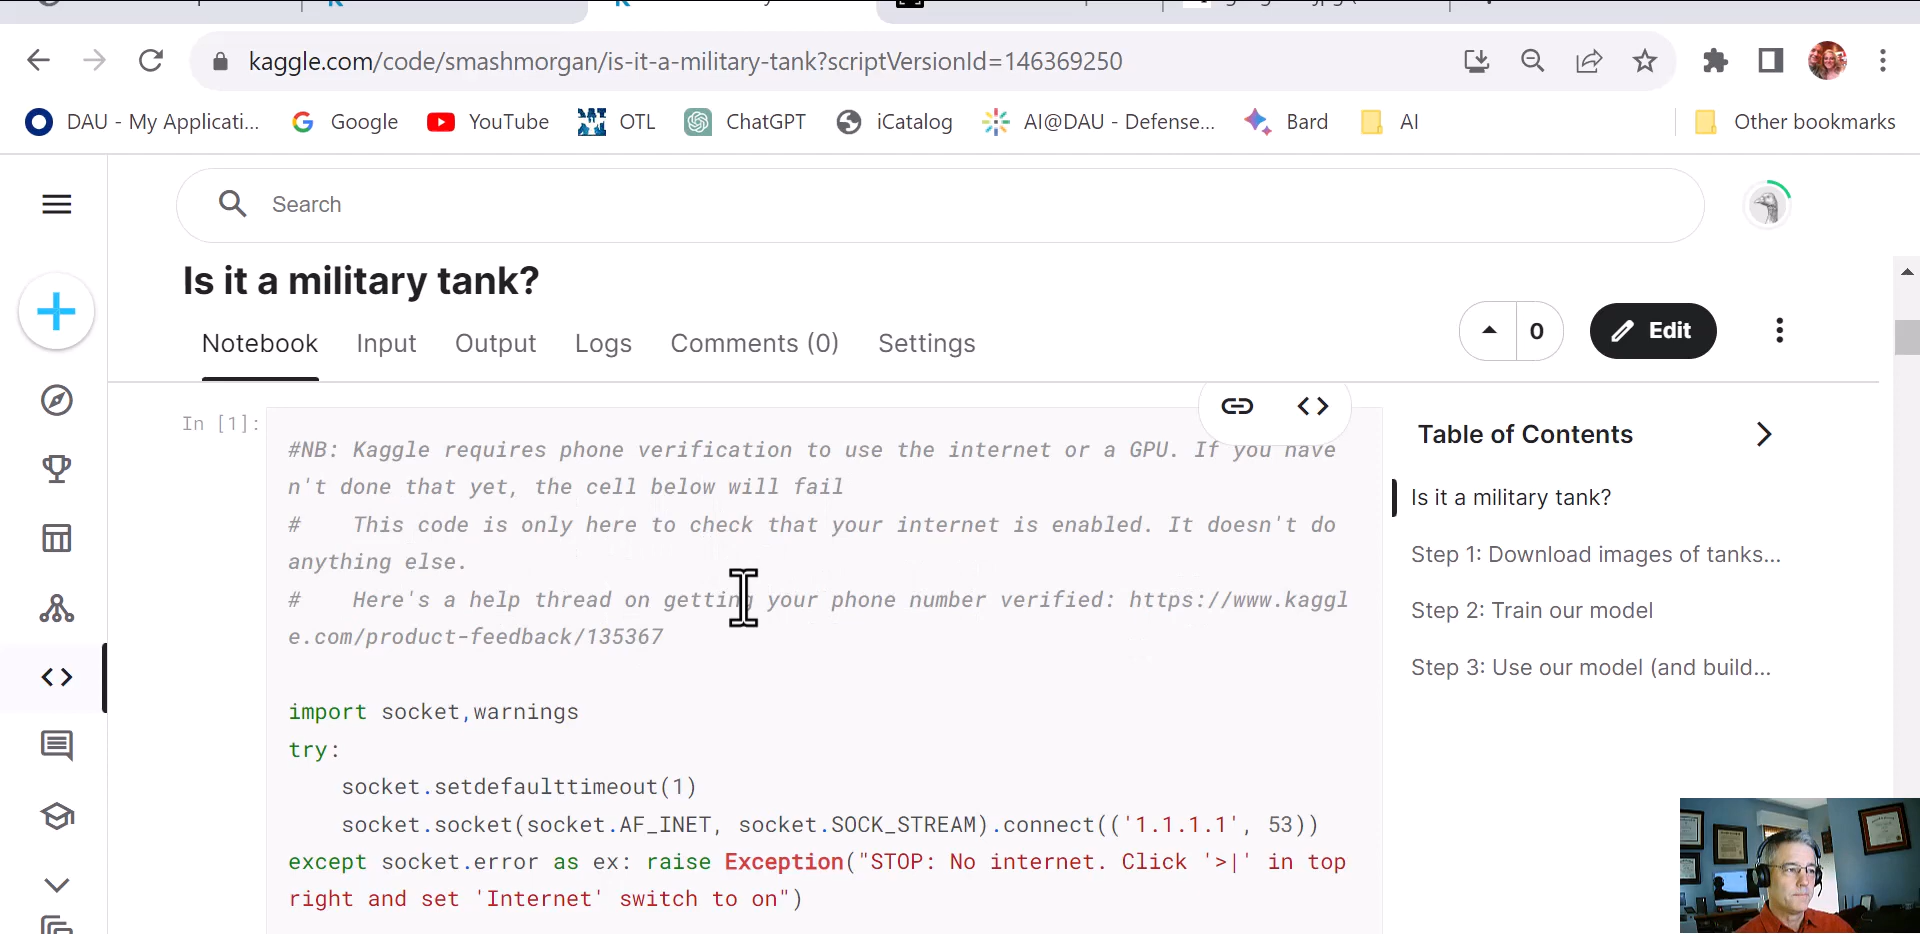 kaggle.com/code/smashmorgan/is-it-a-military-tank?scriptVersionId=146369250
DAU - My Applicati... Google YouTube OTL ChatGPT iCatalog AI@DAU - Defense... Bard AI Other bookmarks
Search
Is it a military tank?
Notebook Input Output Logs Comments (0) Settings
0 Edit
In [1]:
#NB: Kaggle requires phone verification to use the internet or a GPU. If you have
n't done that yet, the cell below will fail
#    This code is only here to check that your internet is enabled. It doesn't do
anything else.
#    Here's a help thread on getting your phone number verified: https://www.kaggl
e.com/product-feedback/135367
import socket,warnings
try:
    socket.setdefaulttimeout(1)
    socket.socket(socket.AF_INET, socket.SOCK_STREAM).connect(('1.1.1.1', 53))
except socket.error as ex: raise Exception("STOP: No internet. Click '>|' in top
right and set 'Internet' switch to on")
Table of Contents
Is it a military tank?
Step 1: Download images of tanks...
Step 2: Train our model
Step 3: Use our model (and build...